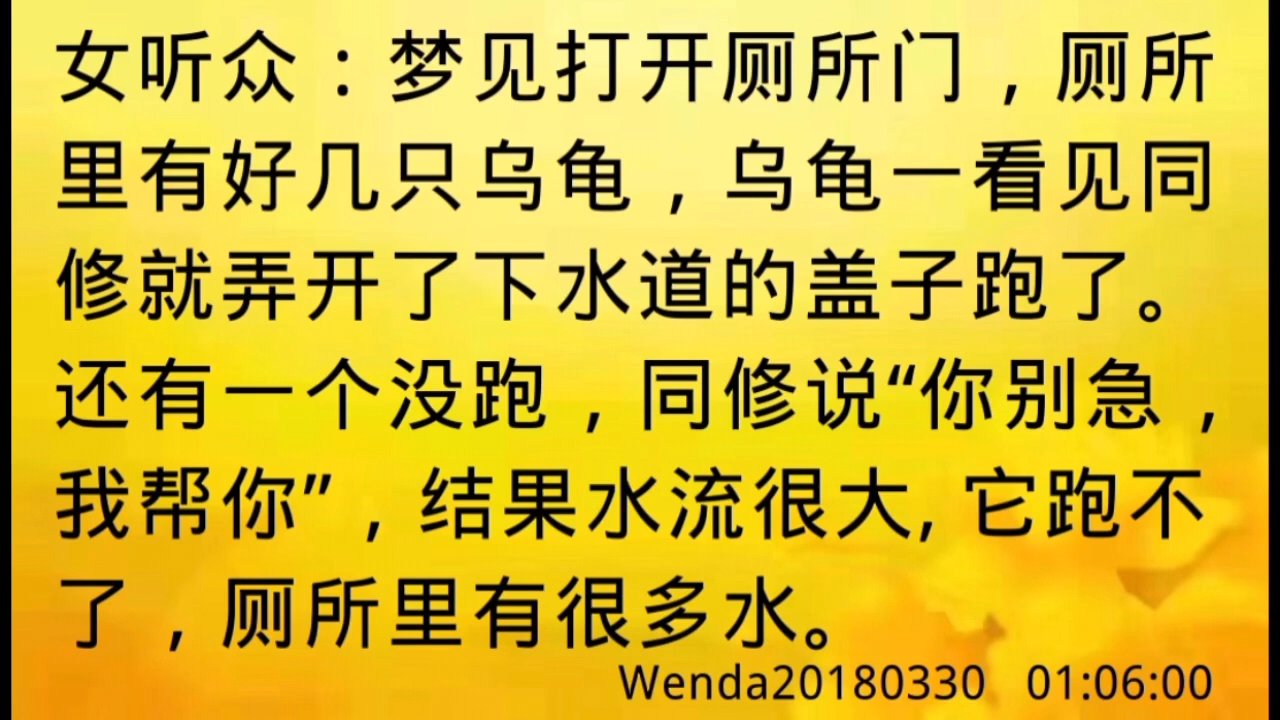 女听众：梦见打开厕所门，厕所
里有好几只乌龟，乌龟一看见同
修就弄开了下水道的盖子跑了。
还有一个没跑，同修说“你别急，
我帮你”，结果水流很大, 它跑不
了，厕所里有很多水。
Wenda20180330 01:06:00